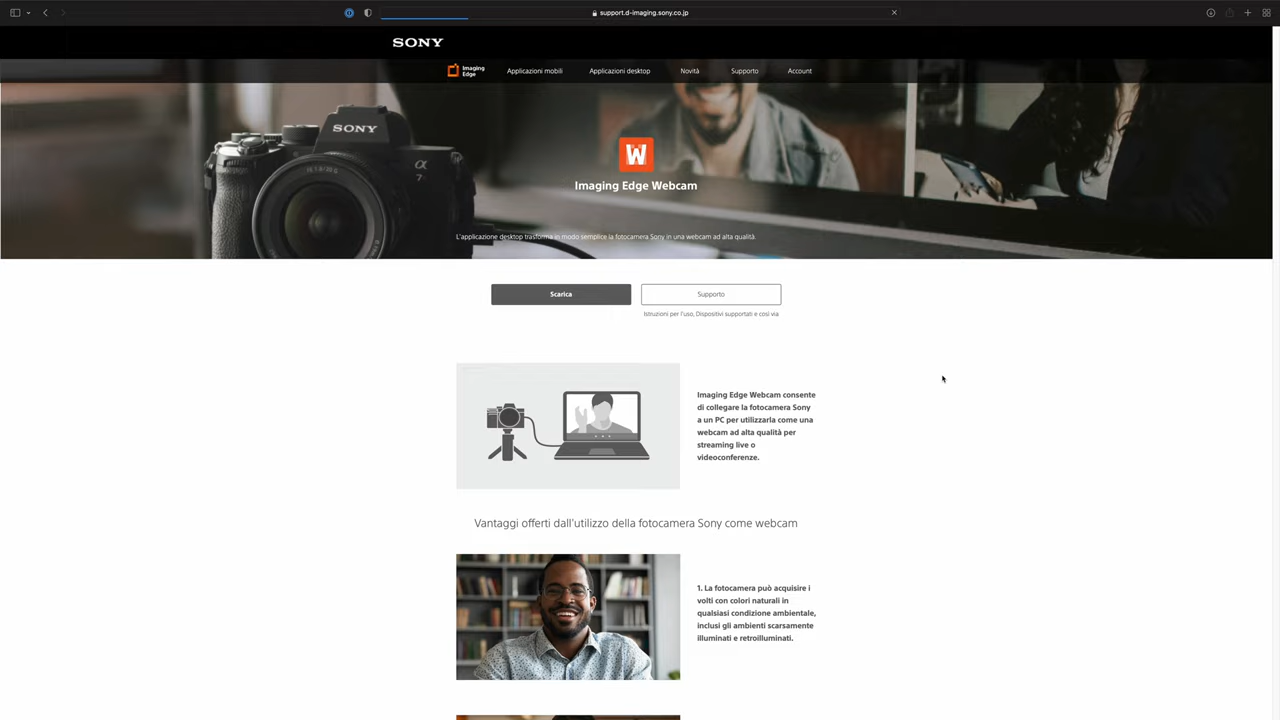 support.d-imaging.sony.co.jp
SONY
Imaging
Edge
Applicazioni mobili
Applicazioni desktop
Novità
Supporto
Account
SONY
α
7
W
Imaging Edge Webcam
L'applicazione desktop trasforma in modo semplice la fotocamera Sony in una webcam ad alta qualità.
Scarica
Supporto
Istruzioni per l'uso, Dispositivi supportati e così via
Imaging Edge Webcam consente
di collegare la fotocamera Sony
a un PC per utilizzarla come una
webcam ad alta qualità per
streaming live o
videoconferenze.
Vantaggi offerti dall'utilizzo della fotocamera Sony come webcam
1. La fotocamera può acquisire i
volti con colori naturali in
qualsiasi condizione ambientale,
inclusi gli ambienti scarsamente
illuminati e retroilluminati.